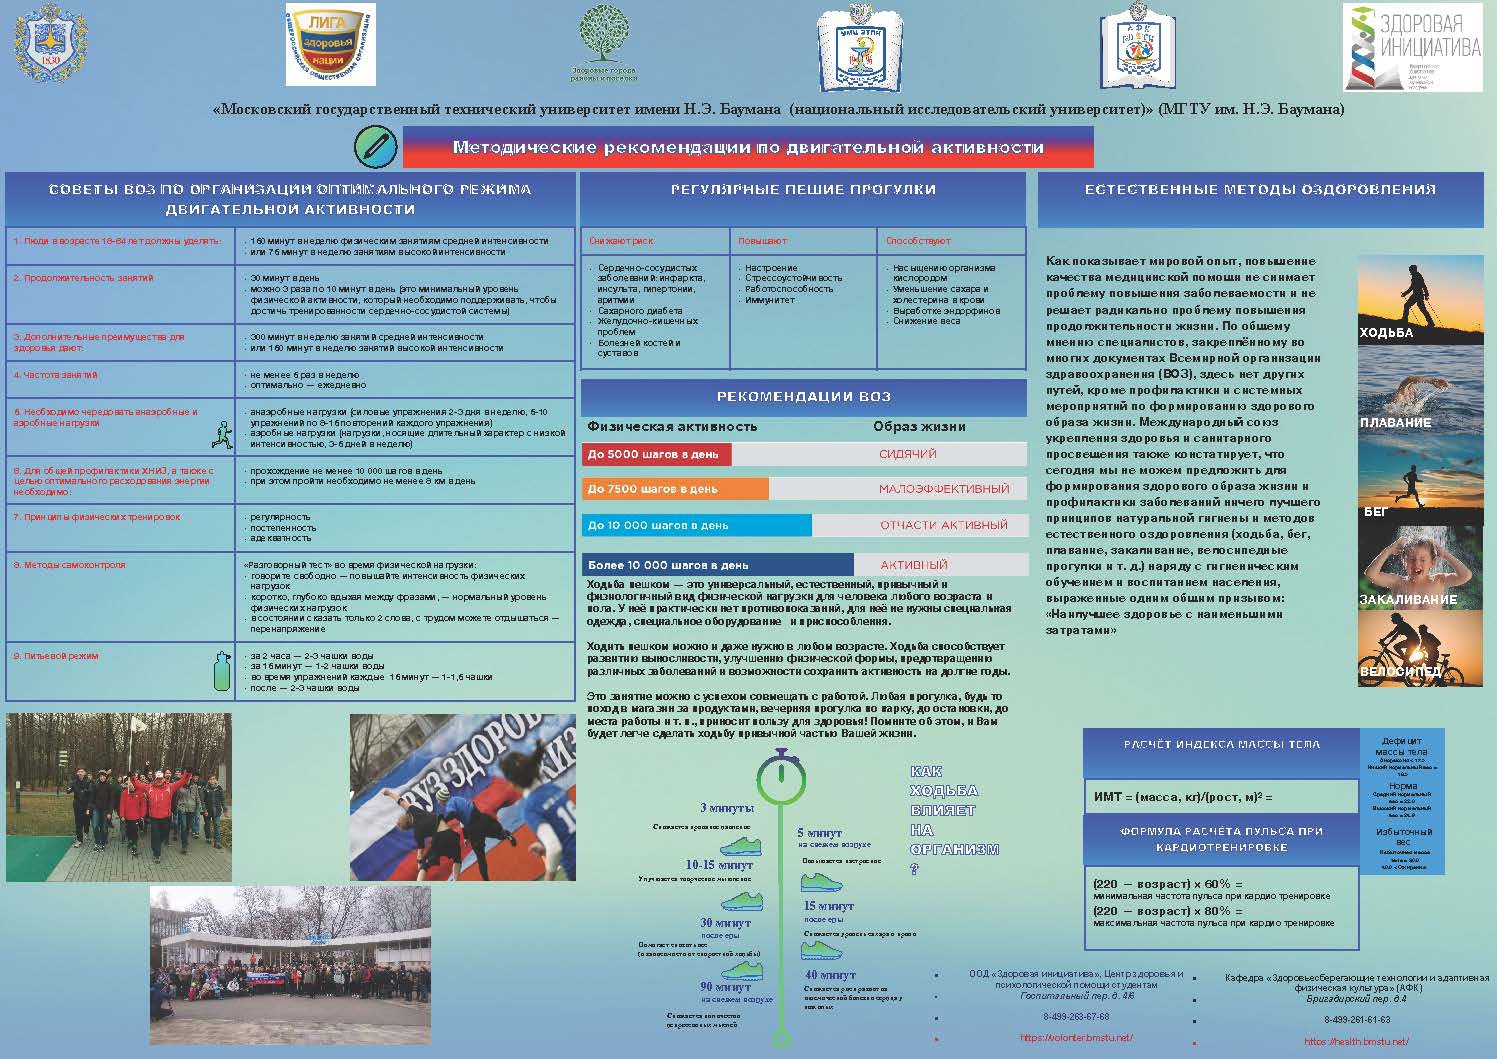 1830
ЛИГА
здоровья
нации
ОБЩЕРОССИЙСКАЯ ОБЩЕСТВЕННАЯ ОРГАНИЗАЦИЯ
Здоровые города
районы и поселки
УМЦ ЗТПИ
АФК
ЗДОРОВАЯ
ИНИЦИАТИВА
«Московский государственный технический университет имени Н.Э. Баумана (национальный исследовательский университет)» (МГТУ им. Н.Э. Баумана)
Методические рекомендации по двигательной активности
СОВЕТЫ ВОЗ ПО ОРГАНИЗАЦИИ ОПТИМАЛЬНОГО РЕЖИМА
ДВИГАТЕЛЬНОЙ АКТИВНОСТИ
1. Люди в возрасте 18-64 лет должны уделять:
- 150 минут в неделю физическим занятиям средней интенсивности
- или 75 минут в неделю занятиям высокой интенсивности
2. Продолжительность занятий
- 30 минут в день
- можно 3 раза по 10 минут в день (это минимальный уровень
физической активности, который необходимо поддерживать, чтобы
достичь тренированности сердечно-сосудистой системы)
3. Дополнительные преимущества для
здоровья дают:
- 300 минут в неделю занятий средней интенсивности
- или 150 минут в неделю занятий высокой интенсивности
4. Частота занятий
- не менее 5 раз в неделю
- оптимально — ежедневно
5. Необходимо чередовать анаэробные и
аэробные нагрузки
- анаэробные нагрузки (силовые упражнения 2-3 дня в неделю, 8-10
упражнений по 8-16 повторений каждого упражнения)
- аэробные нагрузки (нагрузки, носящие длительный характер с низкой
интенсивностью, 3-5 дней в неделю)
6. Для общей профилактики ХНИЗ, а также с
целью оптимального расходования энергии
необходимо:
- прохождение не менее 10 000 шагов в день
- при этом пройти необходимо не менее 8 км в день
7. Принципы физических тренировок
- регулярность
- постепенность
- адекватность
8. Методы самоконтроля
«Разговорный тест» во время физической нагрузки:
- говорите свободно — повышайте интенсивность физических
нагрузок
- коротко, глубоко вдыхая между фразами, — нормальный уровень
физических нагрузок
- в состоянии сказать только 2 слова, с трудом можете отдышаться —
перенапряжение
9. Питьевой режим
- за 2 часа — 2-3 чашки воды
- за 15 минут — 1-2 чашки воды
- во время упражнений каждые 15 минут — 1-1,5 чашки
- после — 2-3 чашки воды
РЕГУЛЯРНЫЕ ПЕШИЕ ПРОГУЛКИ
Снижают риск
Повышают
Способствуют
- Сердечно-сосудистых
заболеваний: инфаркта,
инсульта, гипертонии,
аритмии
- Сахарного диабета
- Желудочно-кишечных
проблем
- Болезней костей и
суставов
- Настроение
- Стрессоустойчивость
- Работоспособность
- Иммунитет
- Насыщению организма
кислородом
- Уменьшение сахара и
холестерина в крови
- Выработке эндорфинов
- Снижение веса
РЕКОМЕНДАЦИИ ВОЗ
Физическая активность Образ жизни
До 5000 шагов в день СИДЯЧИЙ
До 7500 шагов в день МАЛОЭФФЕКТИВНЫЙ
До 10 000 шагов в день ОТЧАСТИ АКТИВНЫЙ
Более 10 000 шагов в день АКТИВНЫЙ
Ходьба пешком — это универсальный, естественный, привычный и
физиологичный вид физической нагрузки для человека любого возраста и
пола. У неё практически нет противопоказаний, для неё не нужны специальная
одежда, специальное оборудование и приспособления.
Ходить пешком можно и даже нужно в любом возрасте. Ходьба способствует
развитию выносливости, улучшению физической формы, предотвращению
различных заболеваний и возможности сохранить активность на долгие годы.
Это занятие можно с успехом совмещать с работой. Любая прогулка, будь то
поход в магазин за продуктами, вечерняя прогулка по парку, до остановки, до
места работы и т. п., приносит пользу для здоровья! Помните об этом, и Вам
будет легче сделать ходьбу привычной частью Вашей жизни.
КАК
ХОДЬБА
ВЛИЯЕТ
НА
ОРГАНИЗМ
?
3 минуты
Снижается кровяное давление
5 минут
на свежем воздухе
Повышается настроение
10-15 минут
Улучшается творческое мышление
15 минут
после еды
Снижается уровень сахара в крови
30 минут
после еды
Помогает снизить вес
(в зависимости от скоростной ходьбы)
40 минут
Снижается риск развития
ишемической болезни сердца у
90 минут
на свежем воздухе
Снижается количество
депрессивных мыслей
ЕСТЕСТВЕННЫЕ МЕТОДЫ ОЗДОРОВЛЕНИЯ
Как показывает мировой опыт, повышение
качества медицинской помощи не снимает
проблему повышения заболеваемости и не
решает радикально проблему повышения
продолжительности жизни. По общему
мнению специалистов, закреплённому во
многих документах Всемирной организации
здравоохранения (ВОЗ), здесь нет других
путей, кроме профилактики и системных
мероприятий по формированию здорового
образа жизни. Международный союз
укрепления здоровья и санитарного
просвещения также констатирует, что
сегодня мы не можем предложить для
формирования здорового образа жизни и
профилактики заболеваний ничего лучшего
принципов натуральной гигиены и методов
естественного оздоровления (ходьба, бег,
плавание, закаливание, велосипедные
прогулки и т. д.) наряду с гигиеническим
обучением и воспитанием населения,
выраженные одним общим призывом:
«Наилучшее здоровье с наименьшими
затратами»
ХОДЬБА
ПЛАВАНИЕ
БЕГ
ЗАКАЛИВАНИЕ
ВЕЛОСИПЕД
РАСЧЁТ ИНДЕКСА МАССЫ ТЕЛА
ИМТ = (масса, кг)/(рост, м)² =
Дефицит
массы тела
Норма
Избыточный
вес
ФОРМУЛА РАСЧЁТА ПУЛЬСА ПРИ
КАРДИОТРЕНИРОВКЕ
(220 – возраст) х 60% =
минимальная частота пульса при кардио тренировке
(220 – возраст) х 80% =
максимальная частота пульса при кардио тренировке
ООД «Здоровая инициатива», Центр здоровья и
психологической помощи студентам
Госпитальный пер. д. 4/6
8-499-263-67-68
https://volonter.bmstu.net/
Кафедра «Здоровьесберегающие технологии и адаптивная
физическая культура» (АФК)
Бригадирский пер. д.4
8-499-261-61-63
https://health.bmstu.net/
ВУЗ ЗДОРОВ